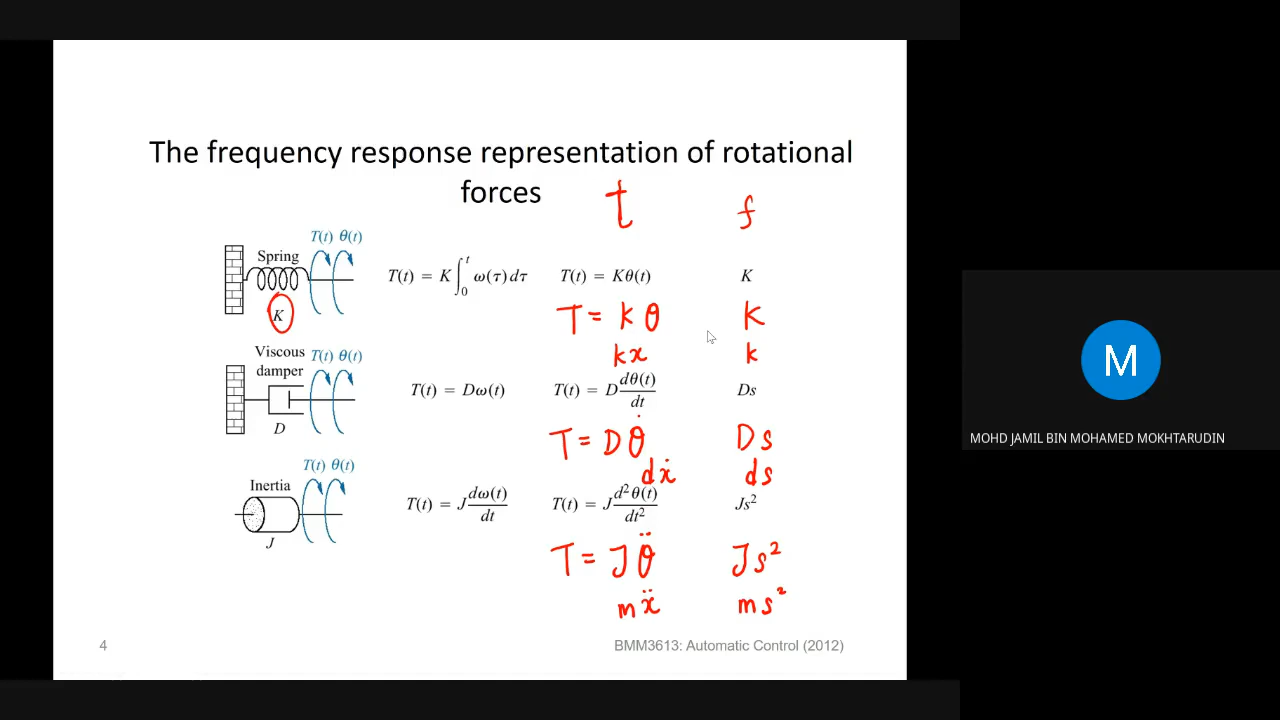 The frequency response representation of rotational
forces
t f
T(t) θ(t)
Spring
T(t) = K∫₀ᵗ ω(τ) dτ T(t) = Kθ(t) K
K
T = Kθ K
kx k
Viscous
damper
T(t) θ(t)
T(t) = Dω(t) T(t) = D dθ(t)/dt Ds
D
T = Dθ̇ Ds
dẋ ds
T(t) θ(t)
Inertia
T(t) = J dω(t)/dt T(t) = J d²θ(t)/dt² Js²
J
T = Jθ̈ Js²
mẍ ms²
4 BMM3613: Automatic Control (2012)
M
MOHD JAMIL BIN MOHAMED MOKHTARUDIN